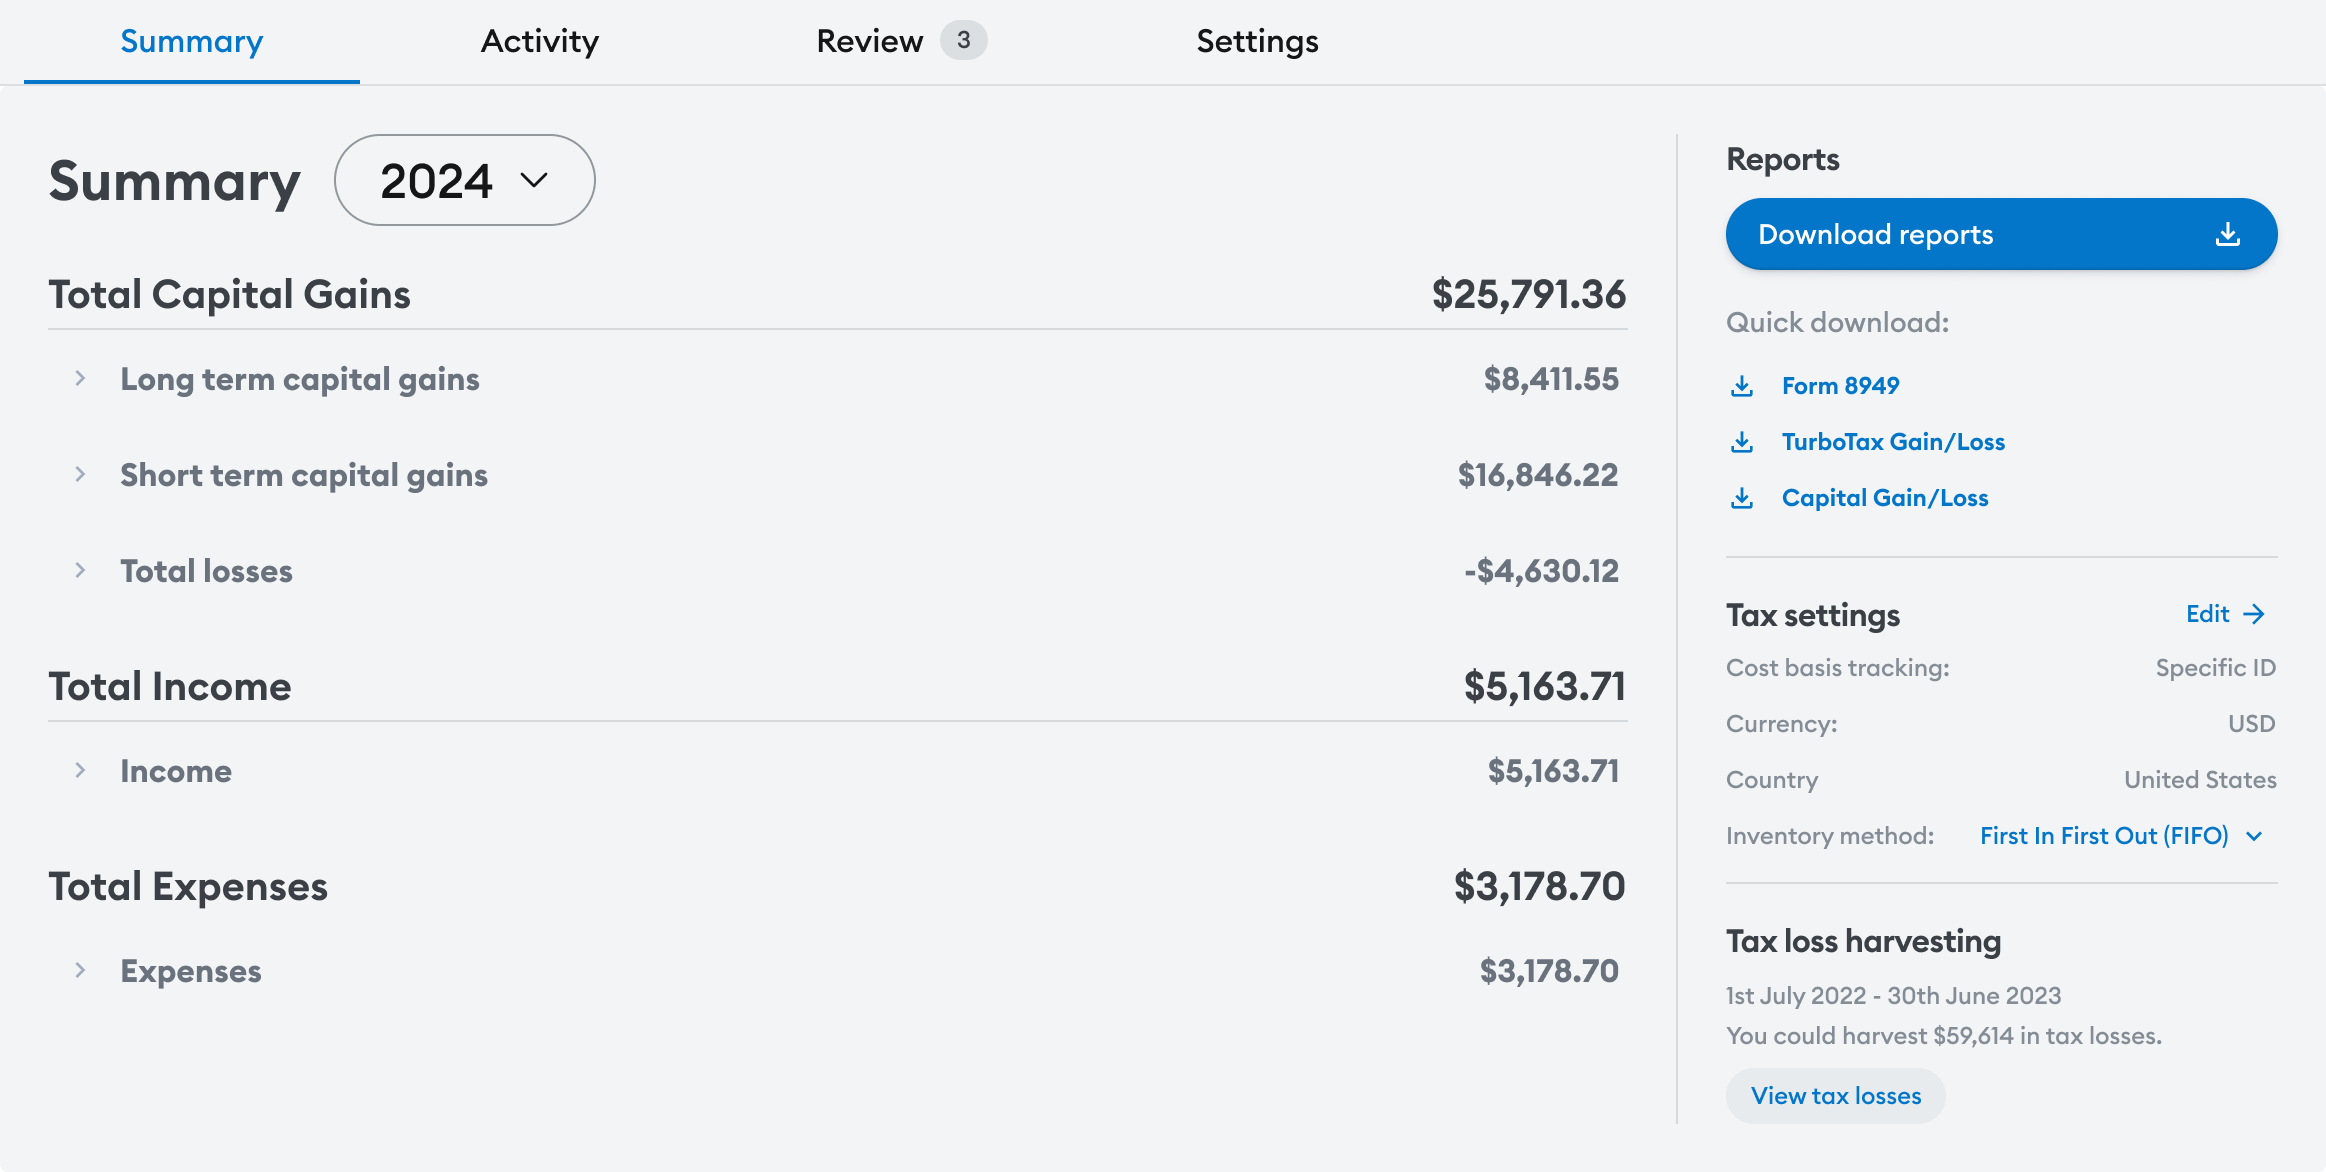 Summary
Activity
Review 3
Settings
Summary 2024
Total Capital Gains $25,791.36
Long term capital gains $8,411.55
Short term capital gains $16,846.22
Total losses -$4,630.12
Total Income $5,163.71
Income $5,163.71
Total Expenses $3,178.70
Expenses $3,178.70
Reports
Download reports
Quick download:
Form 8949
TurboTax Gain/Loss
Capital Gain/Loss
Tax settings Edit
Cost basis tracking: Specific ID
Currency: USD
Country United States
Inventory method: First In First Out (FIFO)
Tax loss harvesting
1st July 2022 - 30th June 2023
You could harvest $59,614 in tax losses.
View tax losses